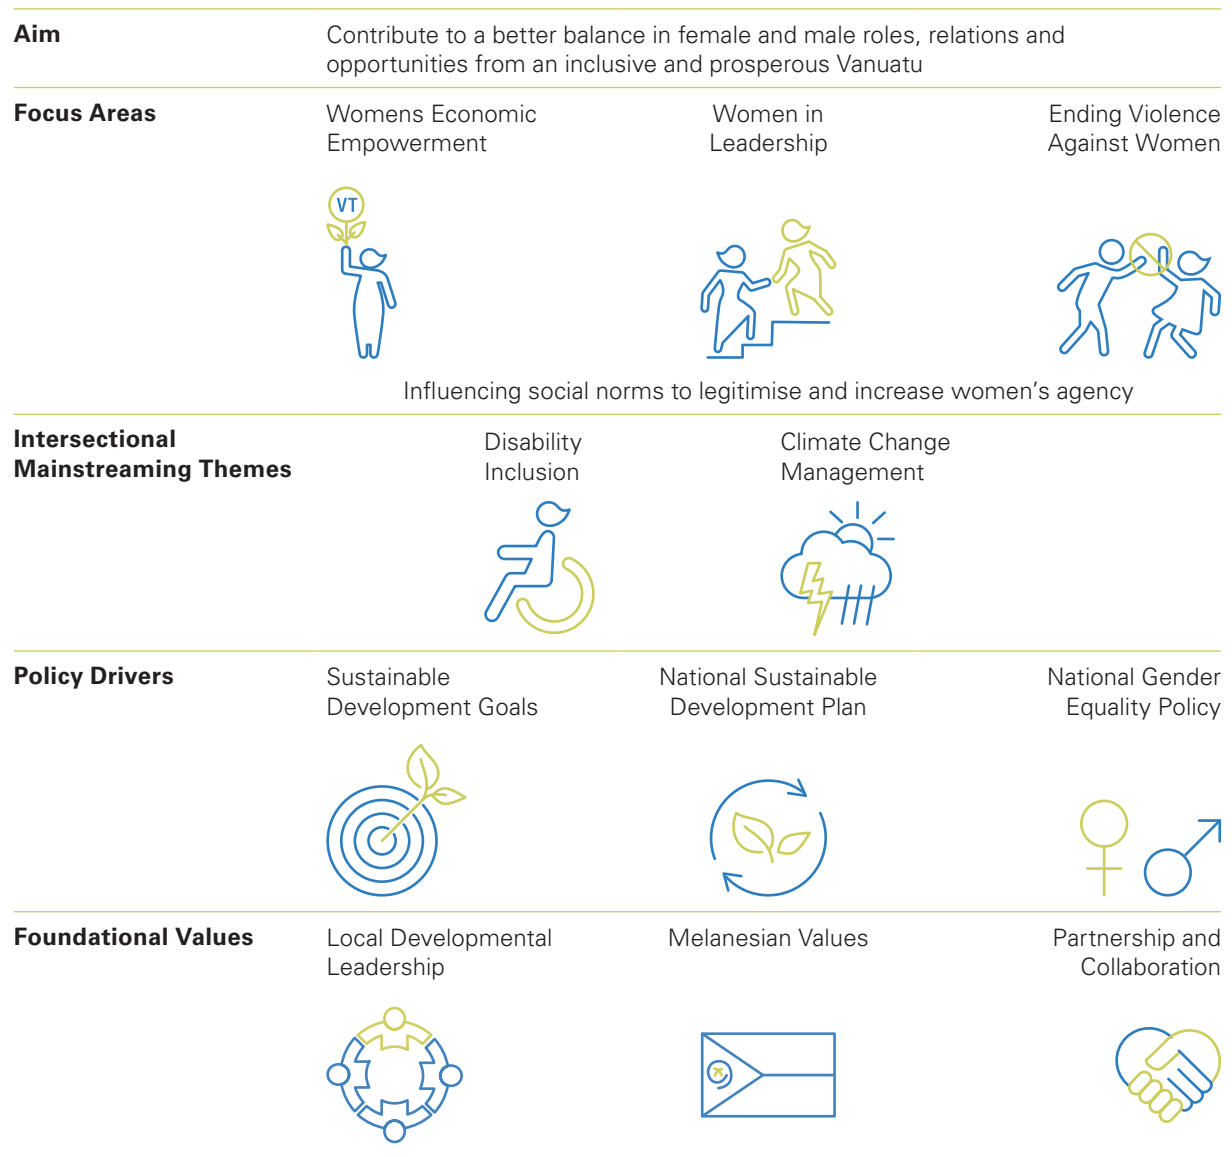 Aim
Contribute to a better balance in female and male roles, relations and
opportunities from an inclusive and prosperous Vanuatu
Focus Areas
Womens Economic
Empowerment
Women in
Leadership
Ending Violence
Against Women
VT
Influencing social norms to legitimise and increase women’s agency
Intersectional
Mainstreaming Themes
Disability
Inclusion
Climate Change
Management
Policy Drivers
Sustainable
Development Goals
National Sustainable
Development Plan
National Gender
Equality Policy
Foundational Values
Local Developmental
Leadership
Melanesian Values
Partnership and
Collaboration